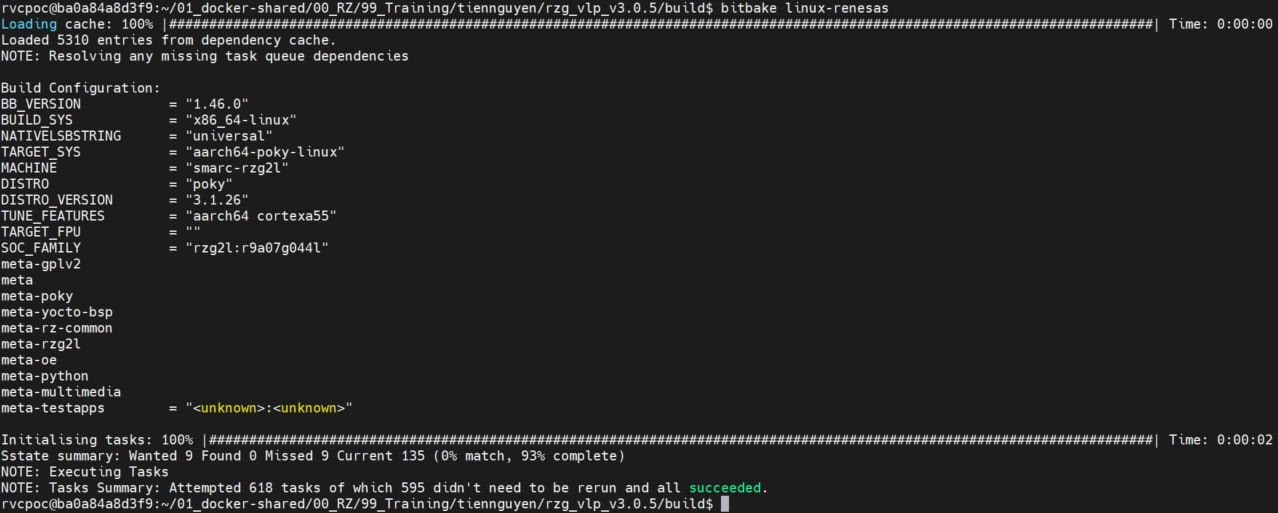 rvcpoc@ba0a84a8d3f9:~/01_docker-shared/00_RZ/99_Training/tiennguyen/rzg_vlp_v3.0.5/build$ bitbake linux-renesas
Loading cache: 100% |###########################################################################################################################| Time: 0:00:00
Loaded 5310 entries from dependency cache.
NOTE: Resolving any missing task queue dependencies

Build Configuration:
BB_VERSION           = "1.46.0"
BUILD_SYS            = "x86_64-linux"
NATIVELSBSTRING      = "universal"
TARGET_SYS           = "aarch64-poky-linux"
MACHINE              = "smarc-rzg2l"
DISTRO               = "poky"
DISTRO_VERSION       = "3.1.26"
TUNE_FEATURES        = "aarch64 cortexa55"
TARGET_FPU           = ""
SOC_FAMILY           = "rzg2l:r9a07g044l"
meta-gplv2
meta
meta-poky
meta-yocto-bsp
meta-rz-common
meta-rzg2l
meta-oe
meta-python
meta-multimedia
meta-testapps        = "<unknown>:<unknown>"

Initialising tasks: 100% |######################################################################################################################| Time: 0:00:02
Sstate summary: Wanted 9 Found 0 Missed 9 Current 135 (0% match, 93% complete)
NOTE: Executing Tasks
NOTE: Tasks Summary: Attempted 618 tasks of which 595 didn't need to be rerun and all succeeded.
rvcpoc@ba0a84a8d3f9:~/01_docker-shared/00_RZ/99_Training/tiennguyen/rzg_vlp_v3.0.5/build$